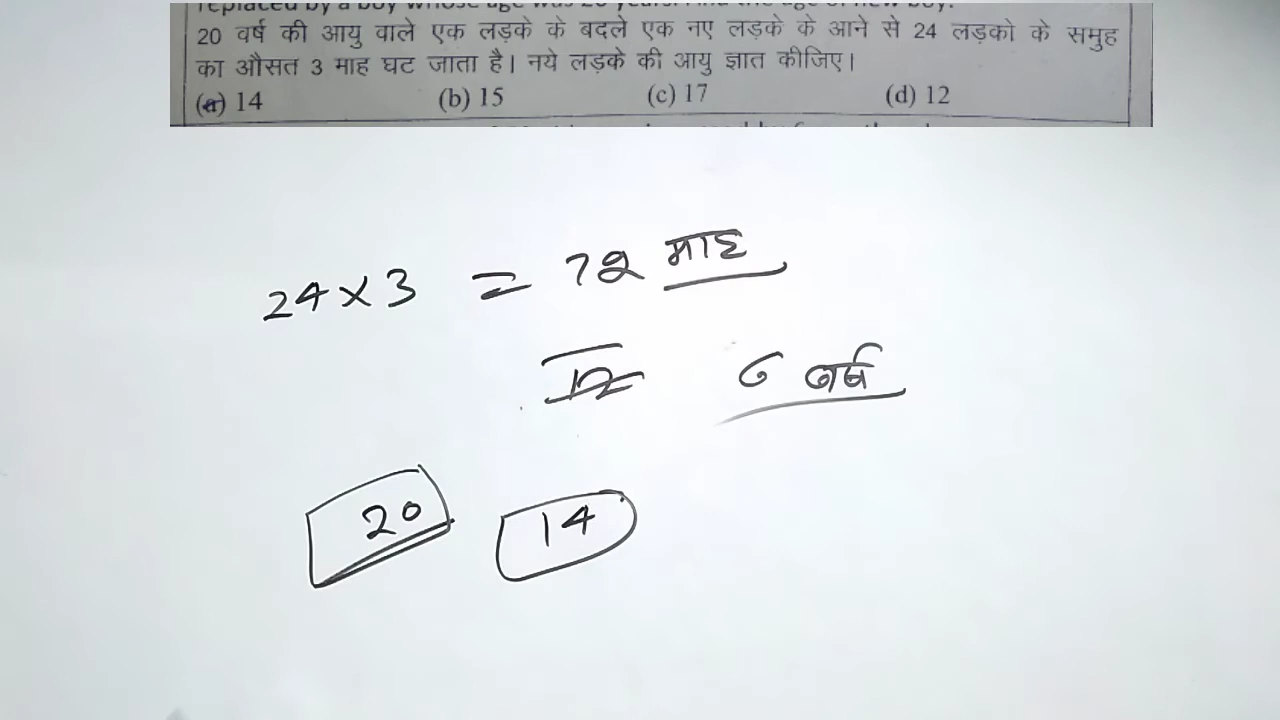 20 वर्ष की आयु वाले एक लड़के के बदले एक नए लड़के के आने से 24 लड़को के समुह
का औसत 3 माह घट जाता है। नये लड़के की आयु ज्ञात कीजिए।
(a) 14 (b) 15 (c) 17 (d) 12
24 × 3 = 72 माह
12 6 वर्ष
20 14